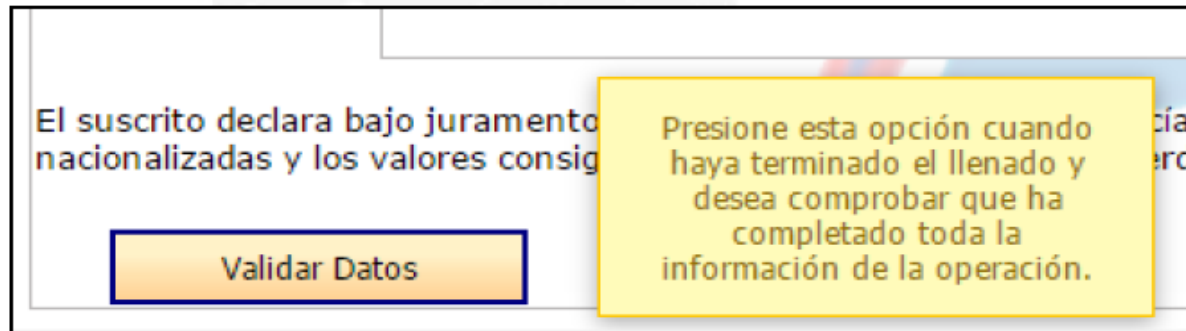 El suscrito declara bajo juramento
nacionalizadas y los valores
Presione esta opción cuando
haya terminado el llenado y
desea comprobar que ha
completado toda la
información de la operación.
Validar Datos